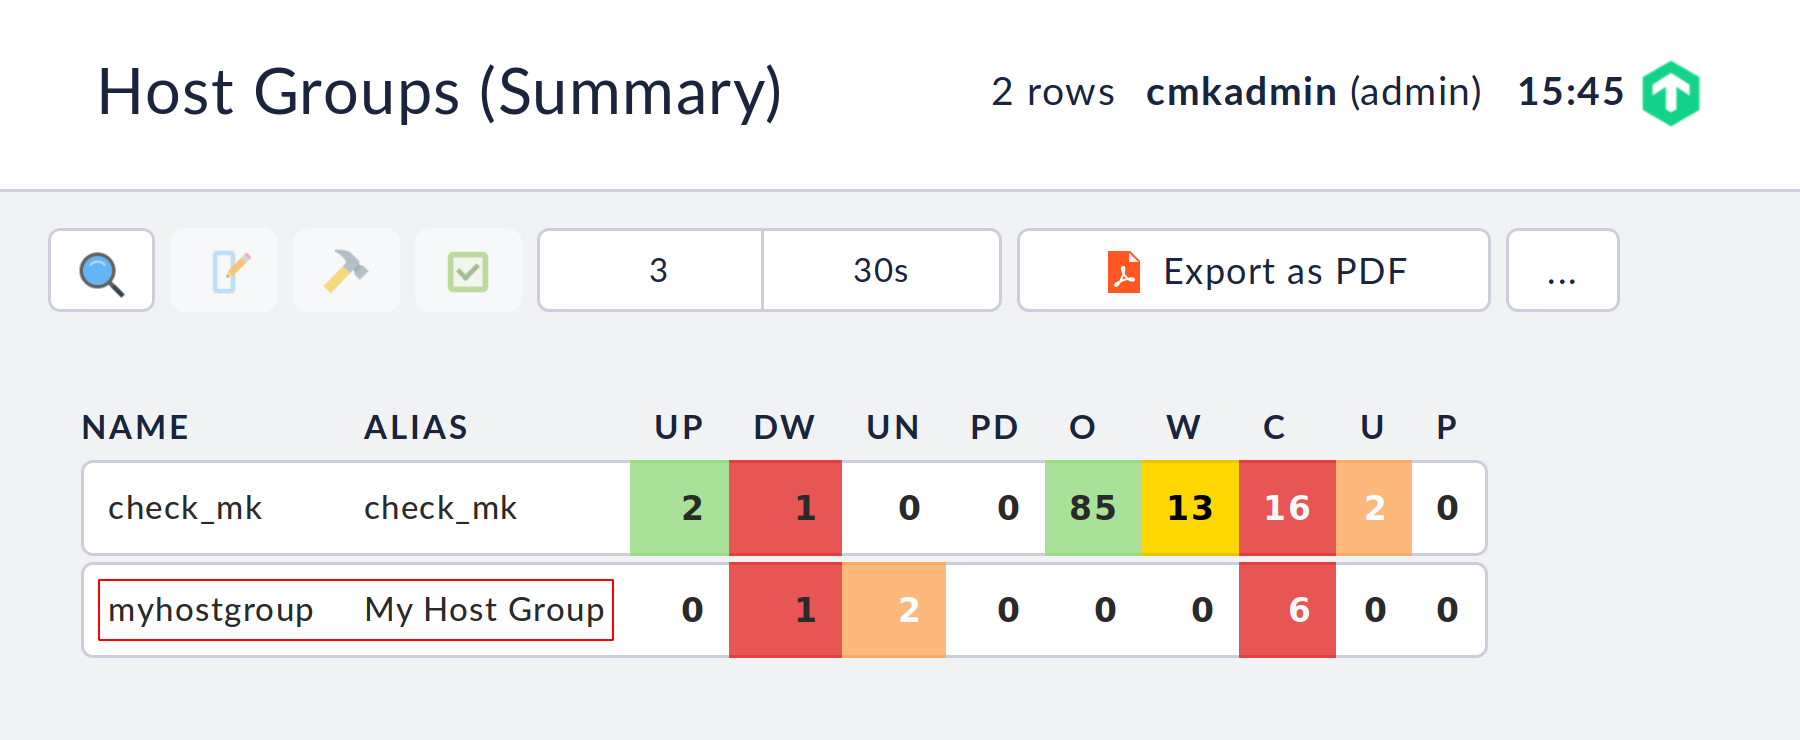 Host Groups (Summary) 2 rows cmkadmin (admin) 15:45
3 30s Export as PDF ...
NAME ALIAS UP DW UN PD O W C U P
check_mk check_mk 2 1 0 0 85 13 16 2 0
myhostgroup My Host Group 0 1 2 0 0 0 6 0 0